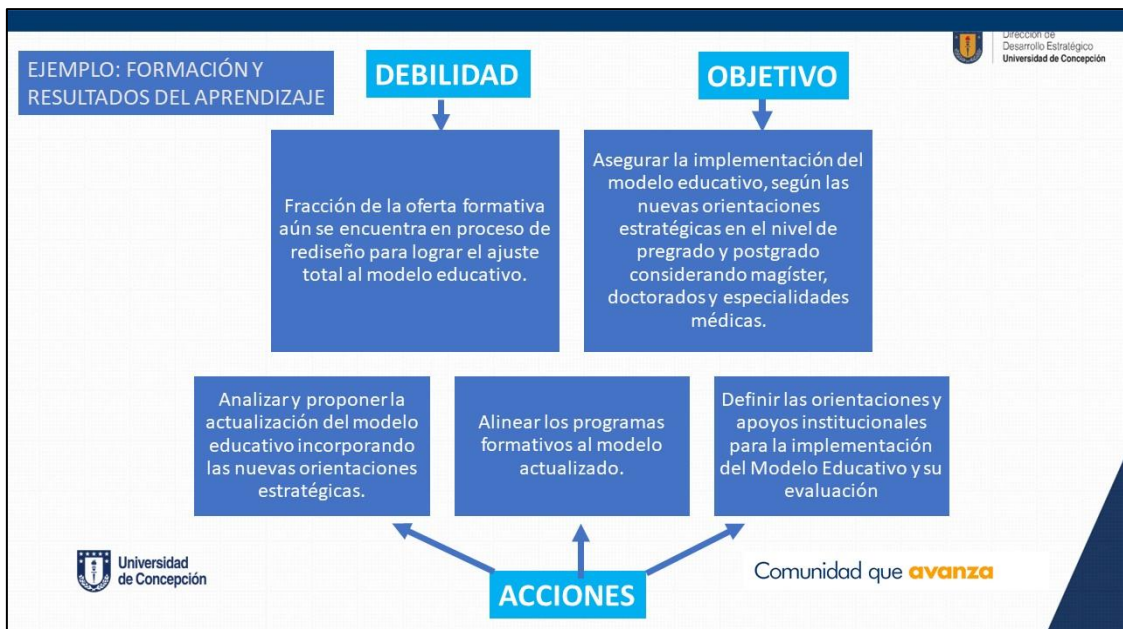 Dirección de
Desarrollo Estratégico
Universidad de Concepción
EJEMPLO: FORMACIÓN Y
RESULTADOS DEL APRENDIZAJE
DEBILIDAD
OBJETIVO
Fracción de la oferta formativa
aún se encuentra en proceso de
rediseño para lograr el ajuste
total al modelo educativo.
Asegurar la implementación del
modelo educativo, según las
nuevas orientaciones
estratégicas en el nivel de
pregrado y postgrado
considerando magíster,
doctorados y especialidades
médicas.
Analizar y proponer la
actualización del modelo
educativo incorporando
las nuevas orientaciones
estratégicas.
Alinear los programas
formativos al modelo
actualizado.
Definir las orientaciones y
apoyos institucionales
para la implementación
del Modelo Educativo y su
evaluación
ACCIONES
Universidad
de Concepción
Comunidad que avanza